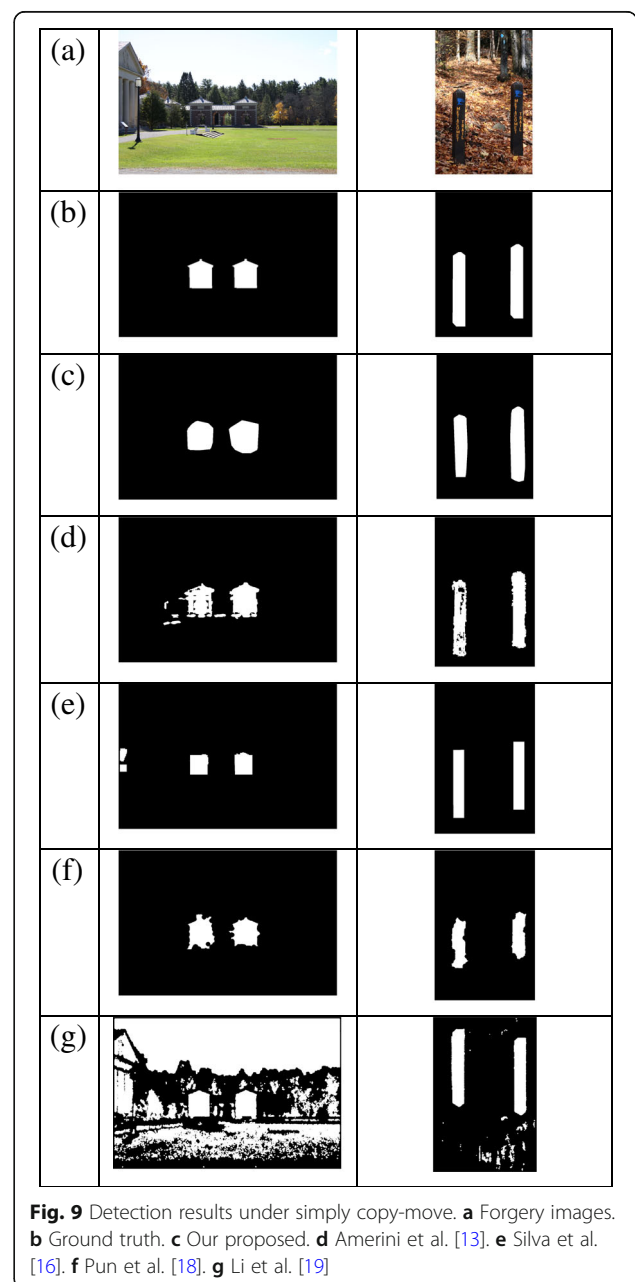 (a)
(b)
(c)
(d)
(e)
(f)
(g)
Fig. 9 Detection results under simply copy-move. a Forgery images.
b Ground truth. c Our proposed. d Amerini et al. [13]. e Silva et al.
[16]. f Pun et al. [18]. g Li et al. [19]